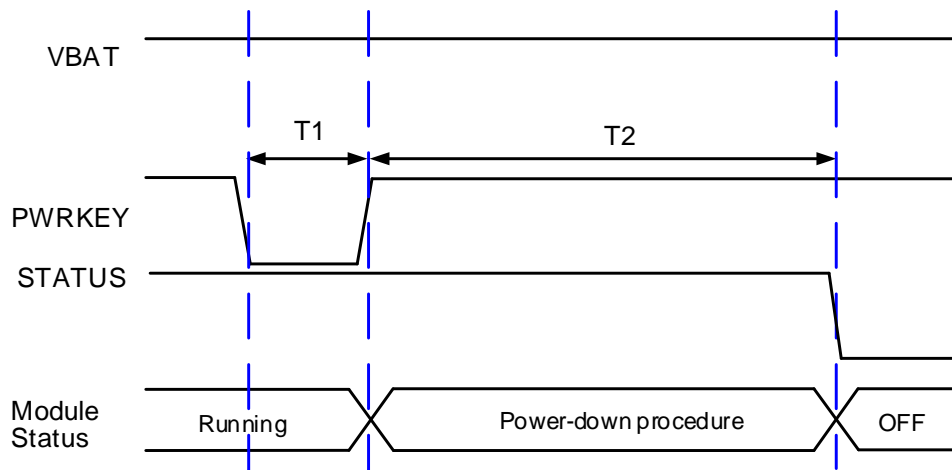 VBAT
T1
T2
PWRKEY
STATUS
Module
Status
Running
Power-down procedure
OFF